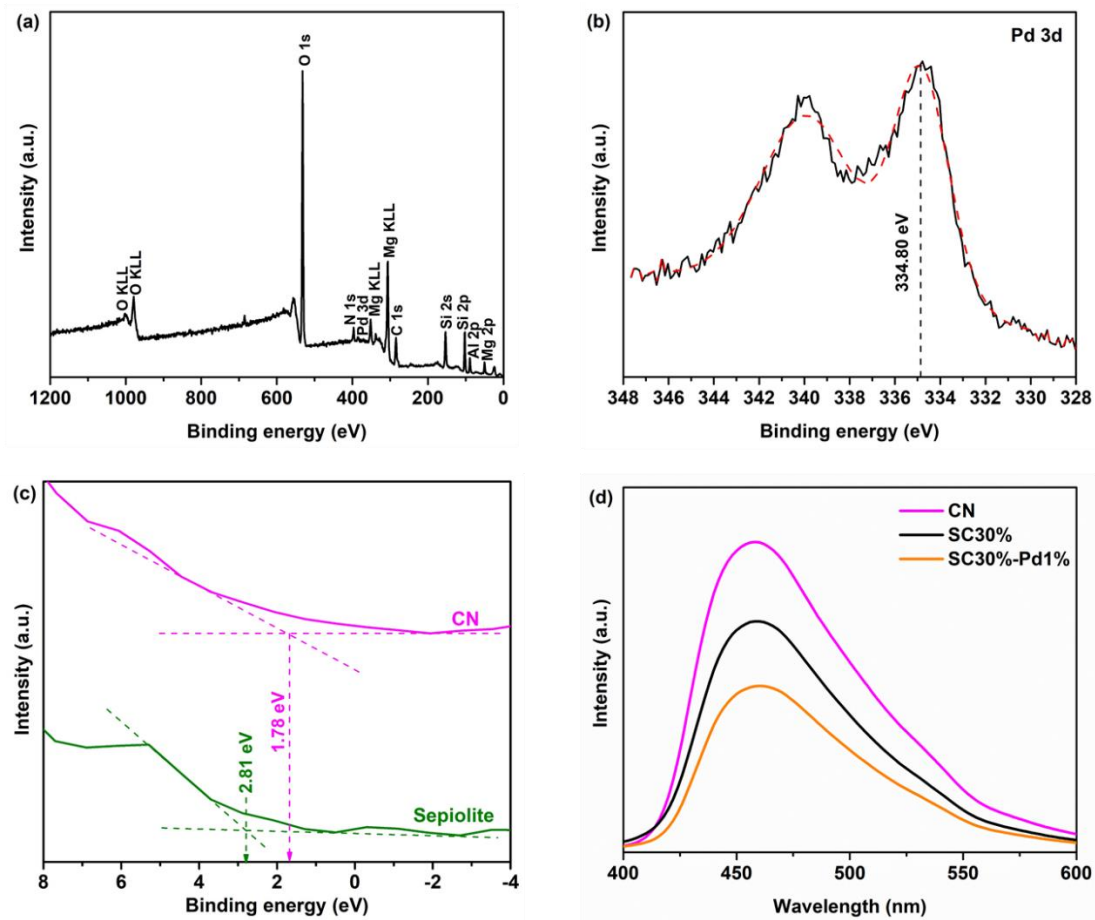 (a)
O KLL
O KLL
O 1s
N 1s
Pd 3d
Mg KLL
Mg KLL
C 1s
Si 2s
Si 2p
Al 2p
Mg 2p
Intensity (a.u.)
1200 1000 800 600 400 200 0
Binding energy (eV)
(b)
Pd 3d
334.80 eV
Intensity (a.u.)
348 346 344 342 340 338 336 334 332 330 328
Binding energy (eV)
(c)
CN
1.78 eV
2.81 eV
Sepiolite
Intensity (a.u.)
8 6 4 2 0 -2 -4
Binding energy (eV)
(d)
CN
SC30%
SC30%-Pd1%
Intensity (a.u.)
400 450 500 550 600
Wavelength (nm)